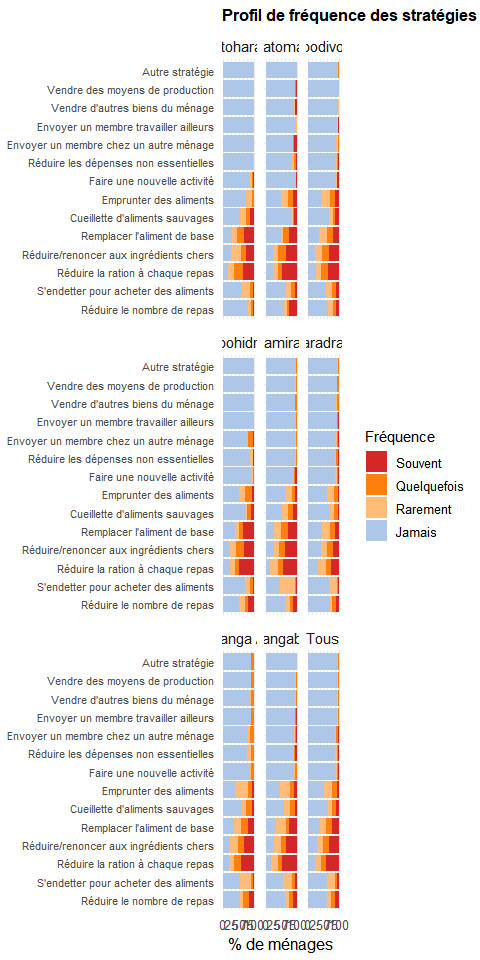 Profil de fréquence des stratégies
Autre stratégie
Vendre des moyens de production
Vendre d'autres biens du ménage
Envoyer un membre travailler ailleurs
Envoyer un membre chez un autre ménage
Réduire les dépenses non essentielles
Faire une nouvelle activité
Emprunter des aliments
Cueillette d'aliments sauvages
Remplacer l'aliment de base
Réduire/renoncer aux ingrédients chers
Réduire la ration à chaque repas
S'endetter pour acheter des aliments
Réduire le nombre de repas
Autre stratégie
Vendre des moyens de production
Vendre d'autres biens du ménage
Envoyer un membre travailler ailleurs
Envoyer un membre chez un autre ménage
Réduire les dépenses non essentielles
Faire une nouvelle activité
Emprunter des aliments
Cueillette d'aliments sauvages
Remplacer l'aliment de base
Réduire/renoncer aux ingrédients chers
Réduire la ration à chaque repas
S'endetter pour acheter des aliments
Réduire le nombre de repas
Tous
Autre stratégie
Vendre des moyens de production
Vendre d'autres biens du ménage
Envoyer un membre travailler ailleurs
Envoyer un membre chez un autre ménage
Réduire les dépenses non essentielles
Faire une nouvelle activité
Emprunter des aliments
Cueillette d'aliments sauvages
Remplacer l'aliment de base
Réduire/renoncer aux ingrédients chers
Réduire la ration à chaque repas
S'endetter pour acheter des aliments
Réduire le nombre de repas
% de ménages
Fréquence
Souvent
Quelquefois
Rarement
Jamais